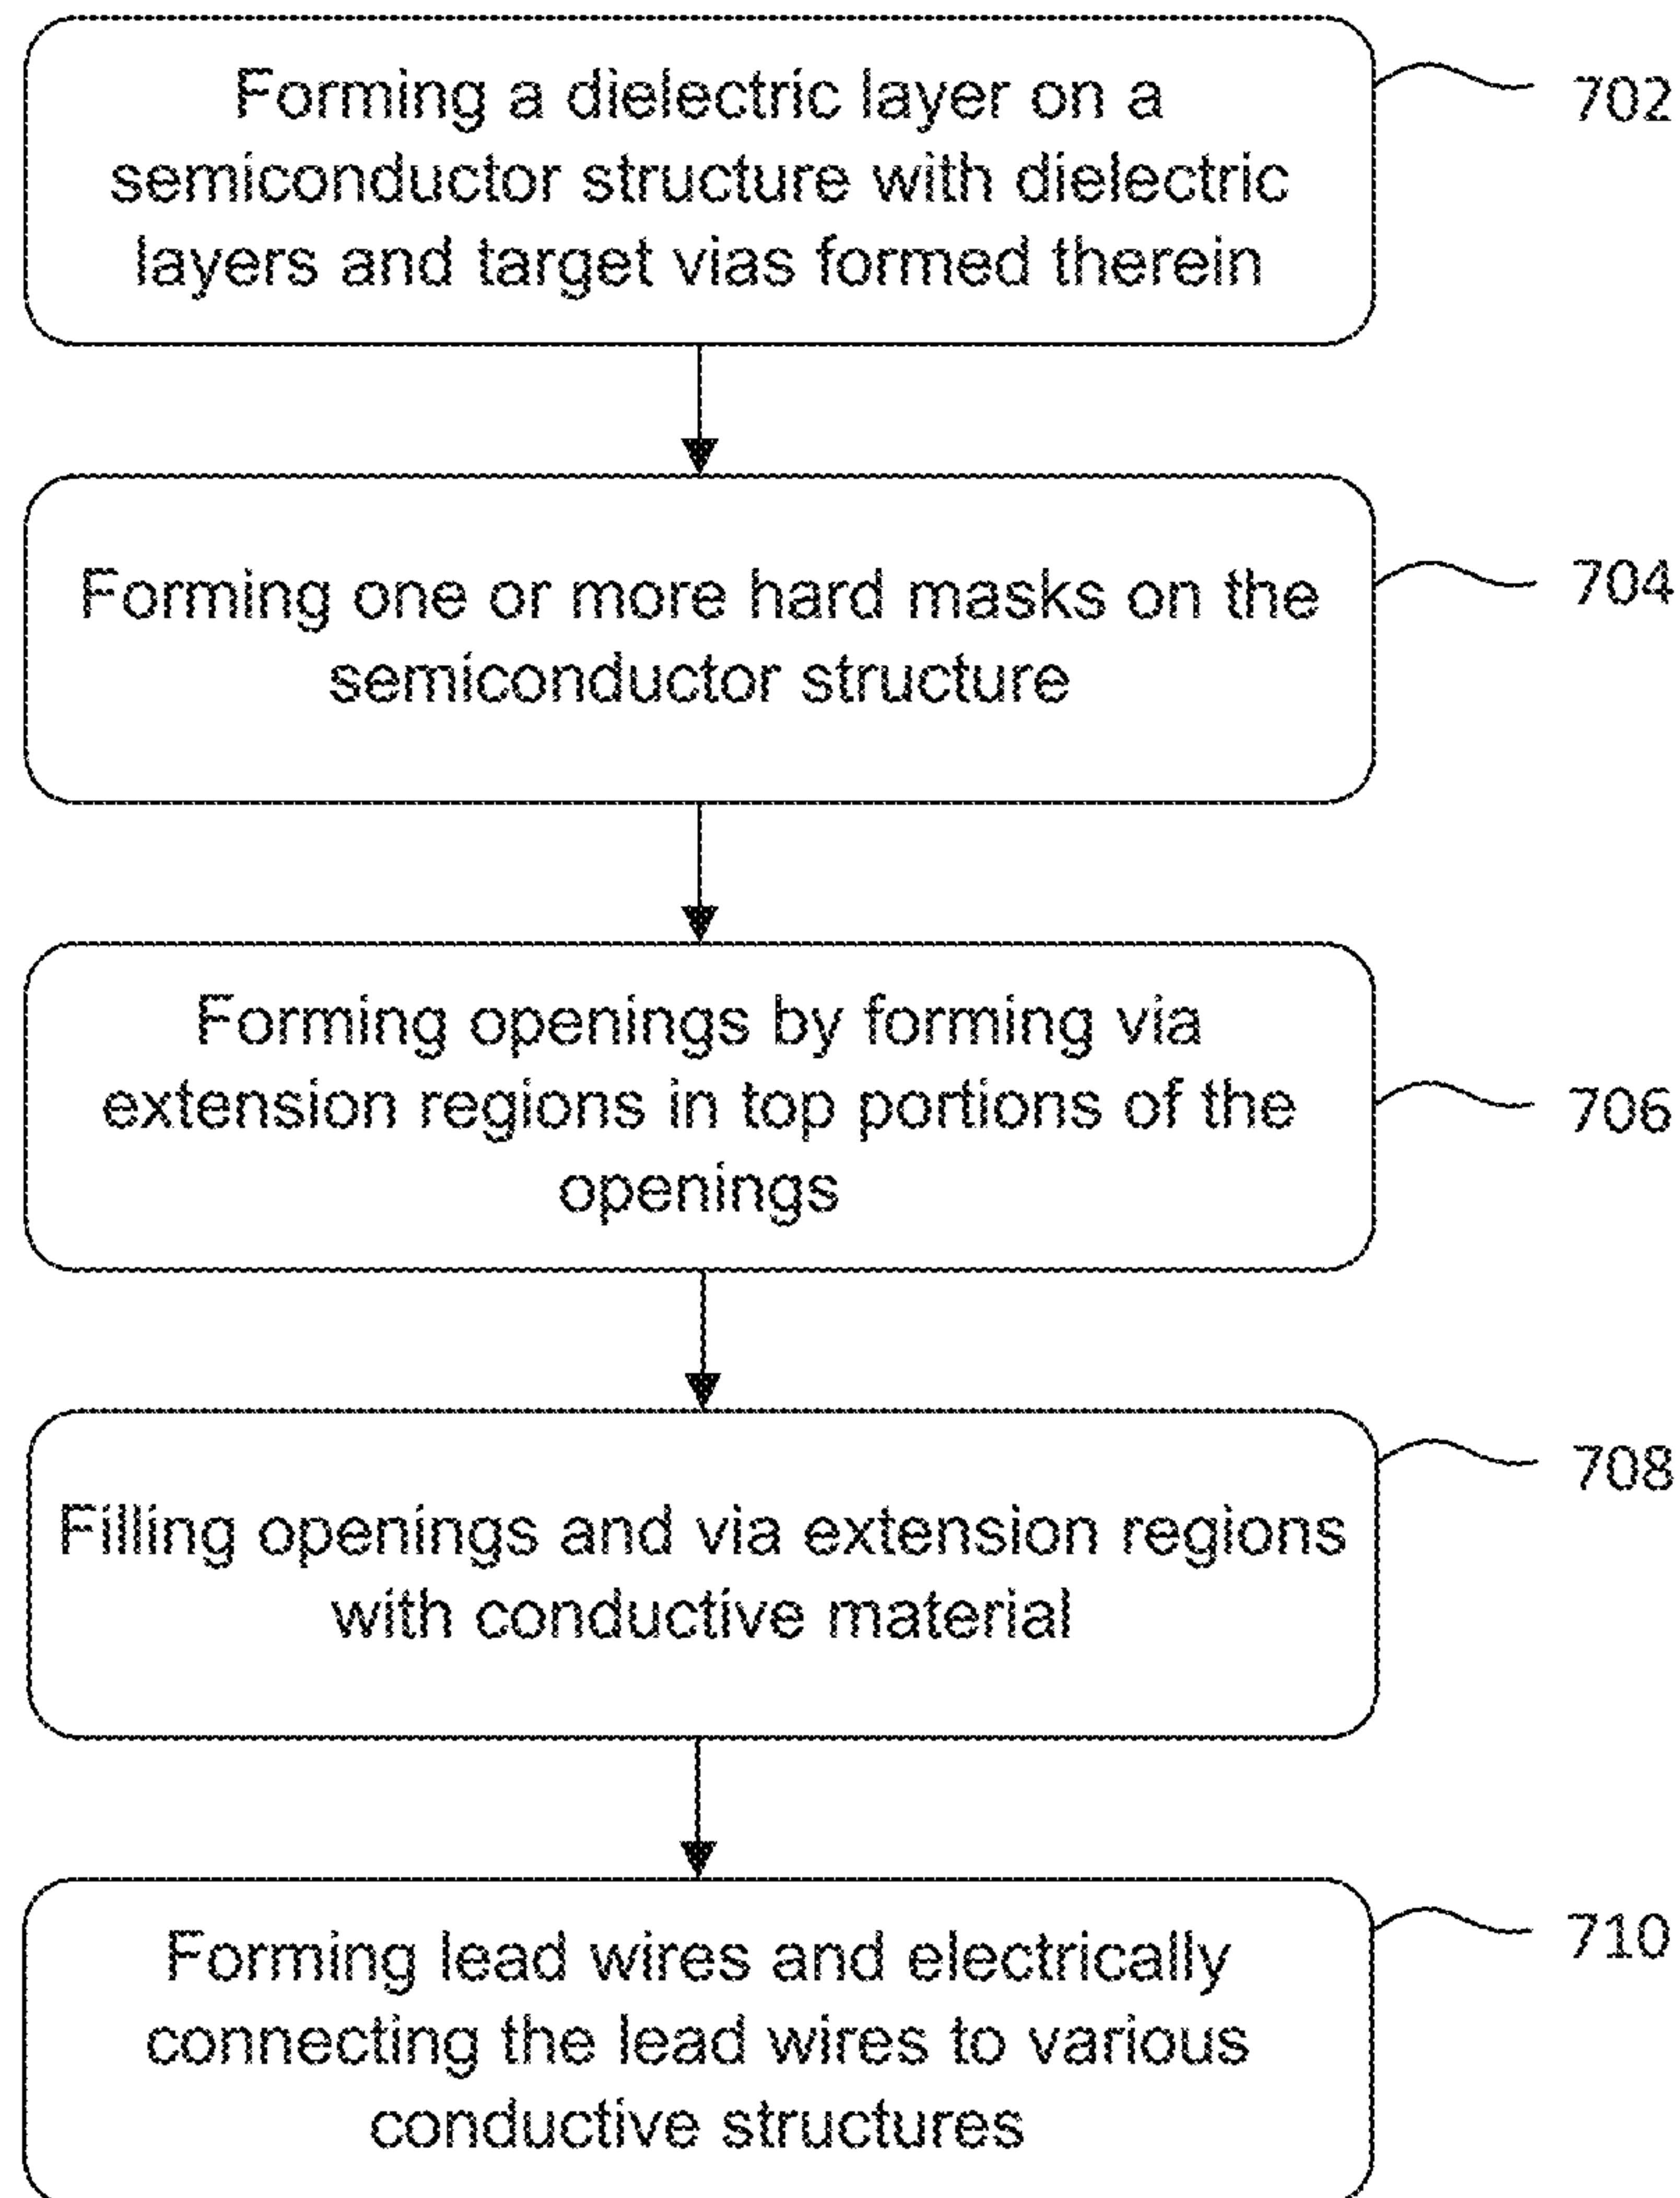 Forming a dielectric layer on a
semiconductor structure with dielectric
layers and target vias formed therein
702
Forming one or more hard masks on the
semiconductor structure
704
Forming openings by forming via
extension regions in top portions of the
openings
706
Filling openings and via extension regions
with conductive material
708
Forming lead wires and electrically
connecting the lead wires to various
conductive structures
710